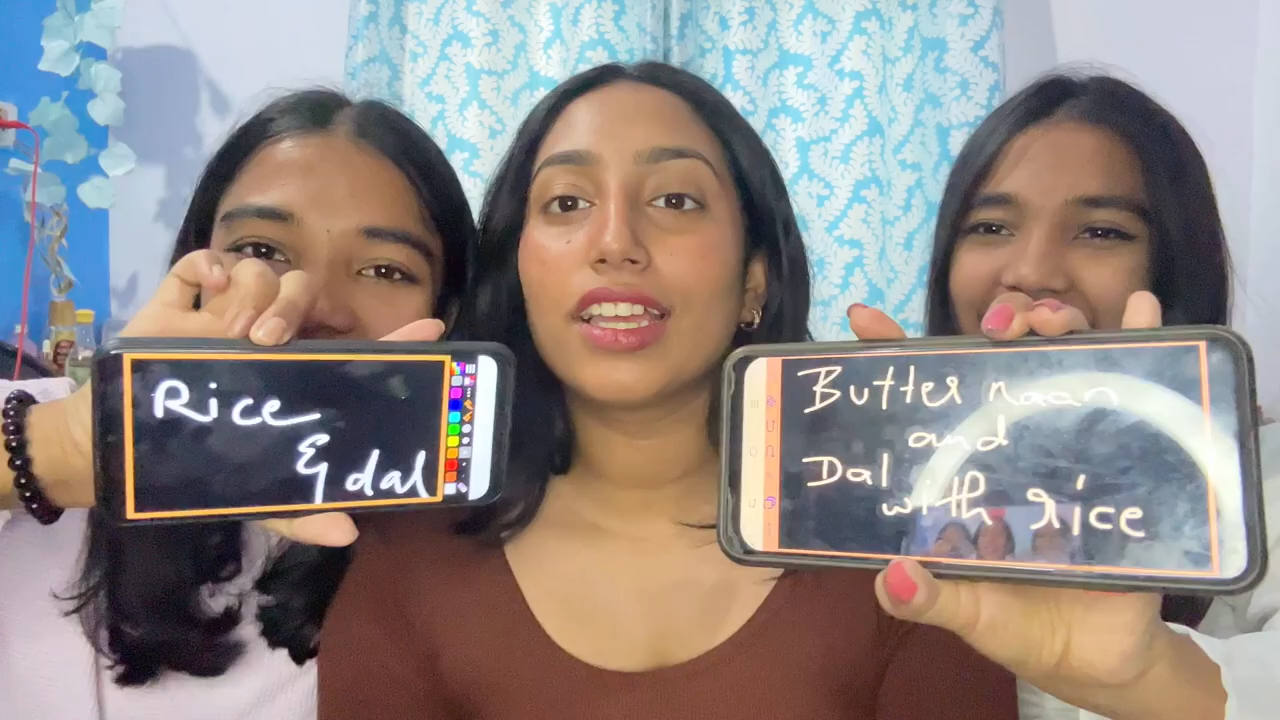 Rice
& dal
Butter naan
and
Dal
with rice